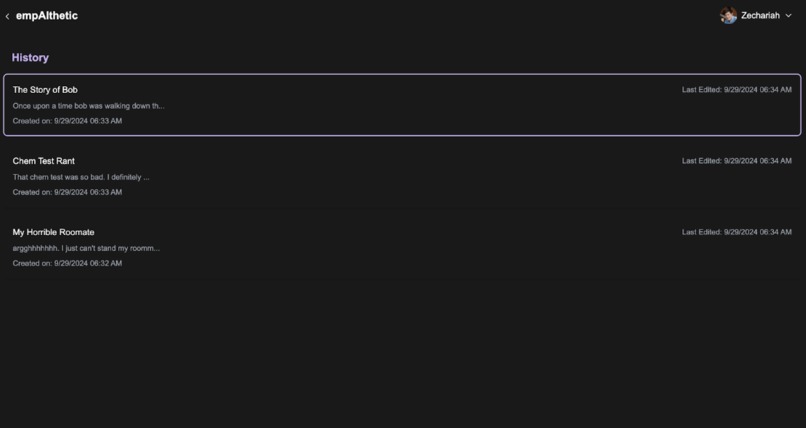 empAIthetic
Zechariah
History
The Story of Bob
Last Edited: 9/29/2024 06:34 AM
Once upon a time bob was walking down th...
Created on: 9/29/2024 06:33 AM
Chem Test Rant
Last Edited: 9/29/2024 06:34 AM
That chem test was so bad. I definitely ...
Created on: 9/29/2024 06:33 AM
My Horrible Roomate
Last Edited: 9/29/2024 06:34 AM
argghhhhhhh. I just can't stand my roomm...
Created on: 9/29/2024 06:32 AM